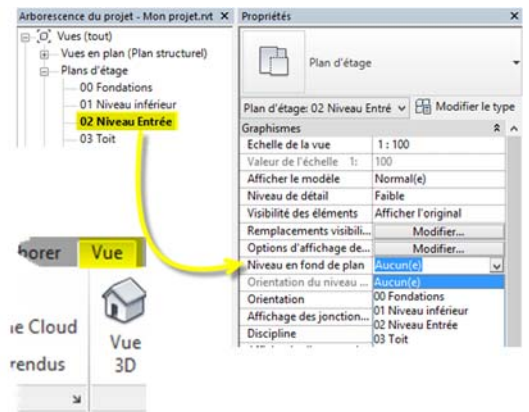 Arborescence du projet - Mon projet.rvt
Vues (tout)
Vues en plan (Plan structurel)
Plans d'étage
00 Fondations
01 Niveau inférieur
02 Niveau Entrée
03 Toit
Propriétés
Plan d'étage
Plan d'étage: 02 Niveau Entré
Modifier le type
Graphismes
Echelle de la vue 1 : 100
Valeur de l'échelle 1: 100
Afficher le modèle Normal(e)
Niveau de détail Faible
Visibilité des éléments Afficher l'original
Remplacements visibili... Modifier...
Options d'affichage de... Modifier...
Niveau en fond de plan Aucun(e)
Orientation du niveau ... Aucun(e)
Orientation 00 Fondations
Affichage des jonction... 01 Niveau inférieur
Discipline 02 Niveau Entrée
03 Toit
borer Vue
ne Cloud
rendus
Vue
3D